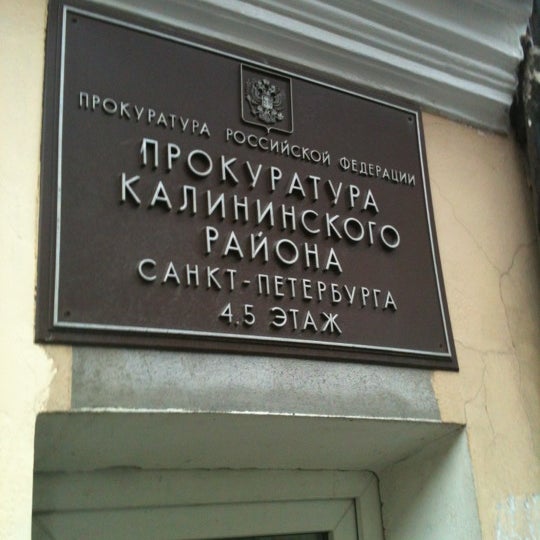 ПРОКУРАТУРА РОССИЙСКОЙ ФЕДЕРАЦИИ
ПРОКУРАТУРА
КАЛИНИНСКОГО
РАЙОНА
САНКТ-ПЕТЕРБУРГА
4.5 ЭТАЖ